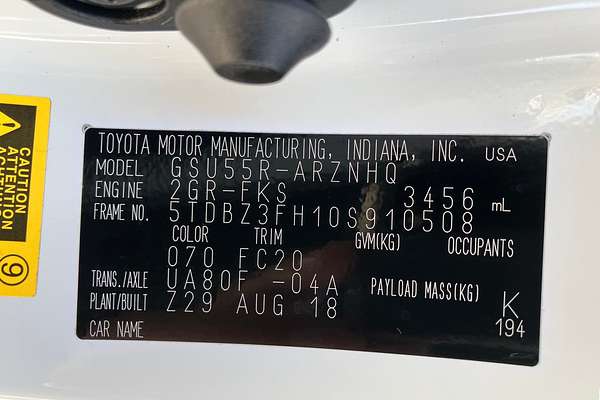 TOYOTA MOTOR MANUFACTURING, INDIANA, INC. USA
MODEL GSU55R-ARZNHQ
ENGINE 2GR-FKS 3456 mL
FRAME NO. 5TDBZ3FH10S910508
COLOR TRIM GVM(KG) OCCUPANTS
070 FC20
TRANS./AXLE UA80F -04A PAYLOAD MASS(KG)
PLANT/BUILT Z29 AUG 18 K
CAR NAME 194
CAUTION
ATTENTION
9